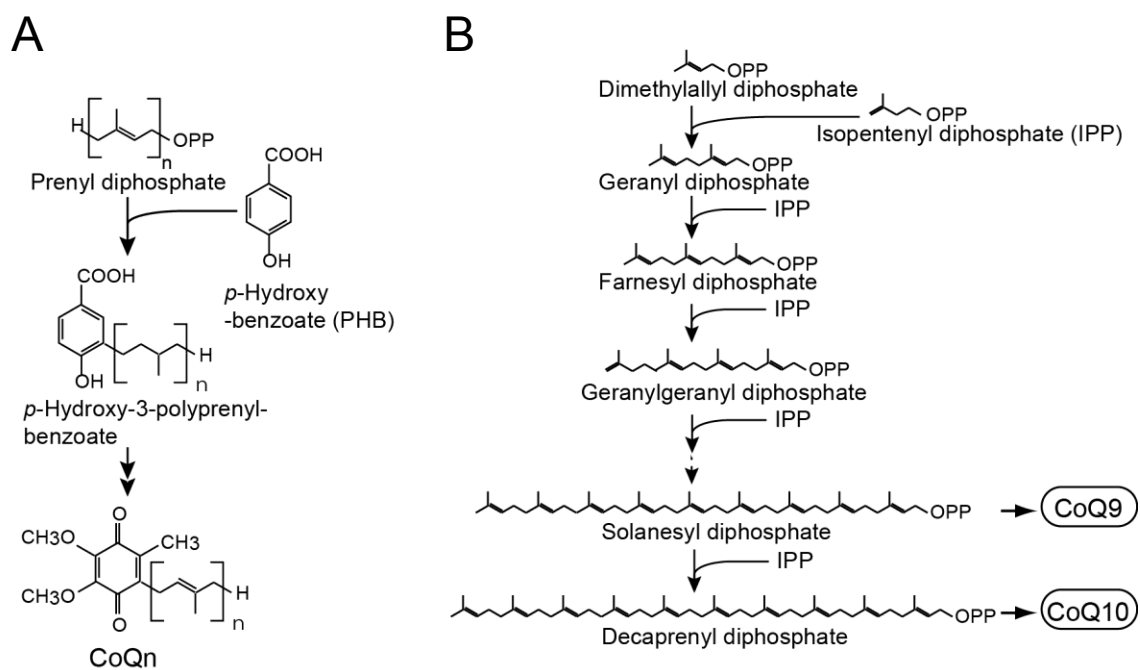 A
H
OPP
n
Prenyl diphosphate
COOH
OH
p-Hydroxy
-benzoate (PHB)
COOH
OH
H
n
p-Hydroxy-3-polyprenyl-
benzoate
O
CH3O
CH3
CH3O
H
O
n
CoQn
B
OPP
Dimethylallyl diphosphate
OPP
Isopentenyl diphosphate (IPP)
OPP
Geranyl diphosphate
IPP
OPP
Farnesyl diphosphate
IPP
OPP
Geranylgeranyl diphosphate
IPP
OPP
CoQ9
Solanesyl diphosphate
IPP
OPP
CoQ10
Decaprenyl diphosphate